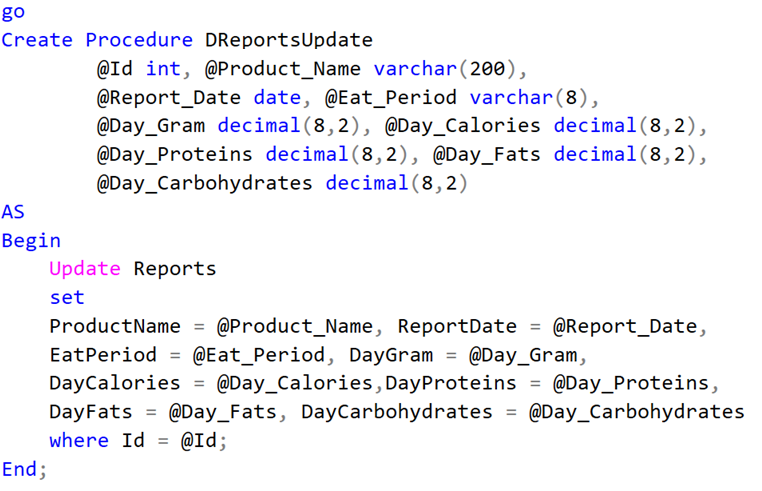 go
Create Procedure DReportsUpdate
@Id int, @Product_Name varchar(200),
@Report_Date date, @Eat_Period varchar(8),
@Day_Gram decimal(8,2), @Day_Calories decimal(8,2),
@Day_Proteins decimal(8,2), @Day_Fats decimal(8,2),
@Day_Carbohydrates decimal(8,2)
AS
Begin
Update Reports
set
ProductName = @Product_Name, ReportDate = @Report_Date,
EatPeriod = @Eat_Period, DayGram = @Day_Gram,
DayCalories = @Day_Calories,DayProteins = @Day_Proteins,
DayFats = @Day_Fats, DayCarbohydrates = @Day_Carbohydrates
where Id = @Id;
End;